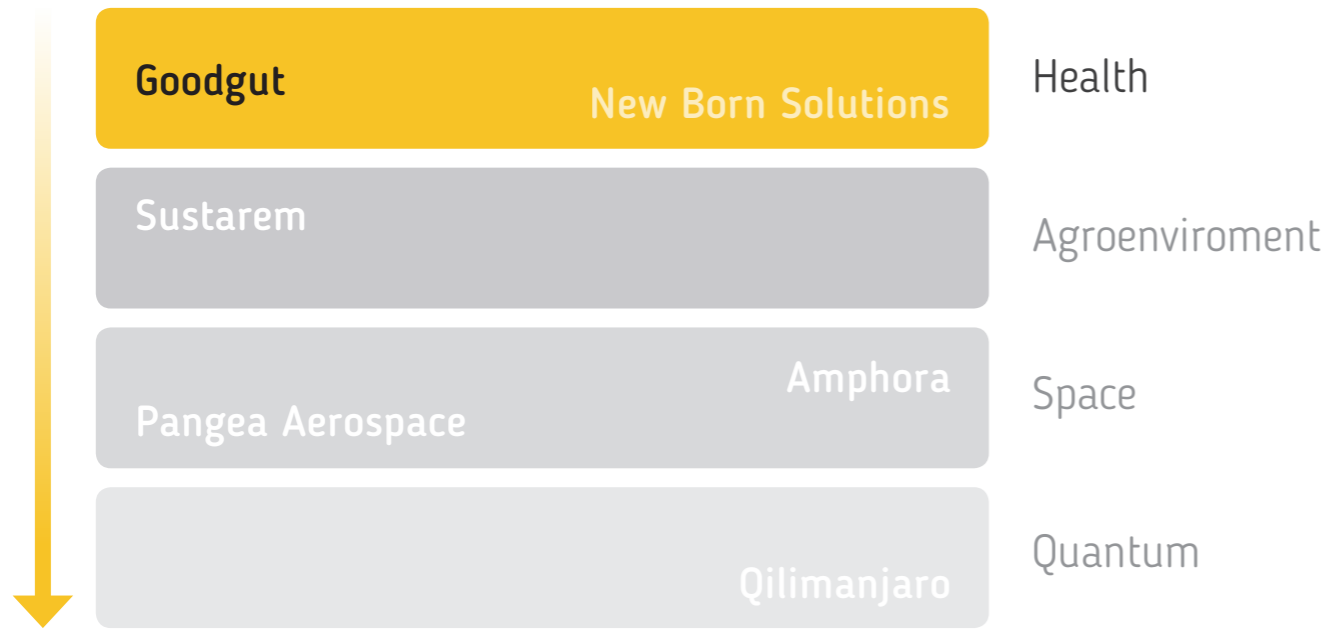 Goodgut
New Born Solutions
Health
Sustarem
Agroenviroment
Amphora
Pangea Aerospace
Space
Qilimanjaro
Quantum